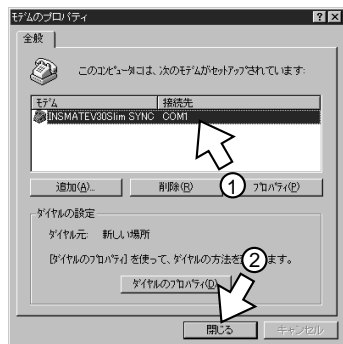 ﾓﾃﾞﾑのﾌﾟﾛﾊﾟﾃｨ
全般
このｺﾝﾋﾟｭｰﾀには、次のﾓﾃﾞﾑがｾｯﾄｱｯﾌﾟされています:
ﾓﾃﾞﾑ 接続先
INSMATEV30Slim SYNC COM1
追加(A)... 削除(R) ① ﾌﾟﾛﾊﾟﾃｨ(P)
ﾀﾞｲﾔﾙの設定
ﾀﾞｲﾔﾙ元: 新しい場所
[ﾀﾞｲﾔﾙのﾌﾟﾛﾊﾟﾃｨ] を使って、ﾀﾞｲﾔﾙの方法を ② ます。
ﾀﾞｲﾔﾙのﾌﾟﾛﾊﾟﾃｨ(D)
閉じる キャンセル